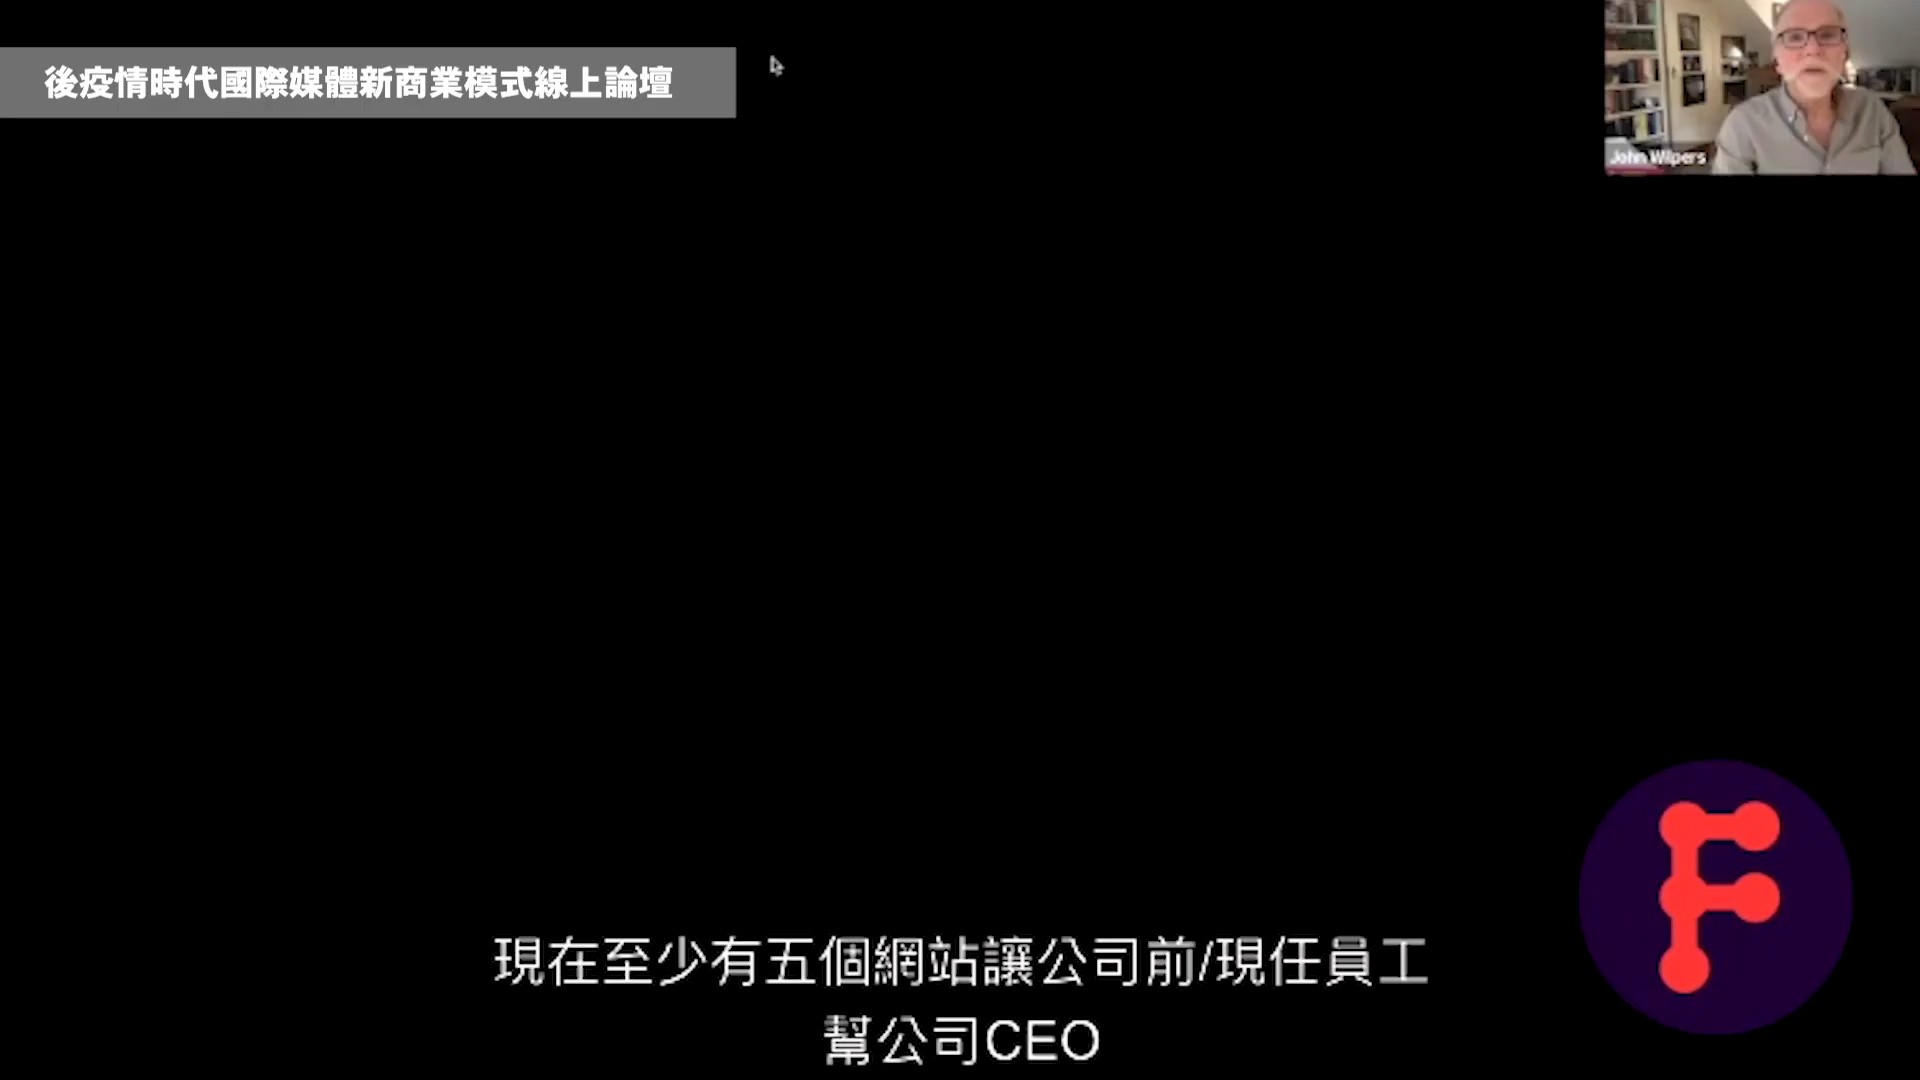 後疫情時代國際媒體新商業模式線上論壇
John Wilpers
現在至少有五個網站讓公司前/現任員工
幫公司CEO